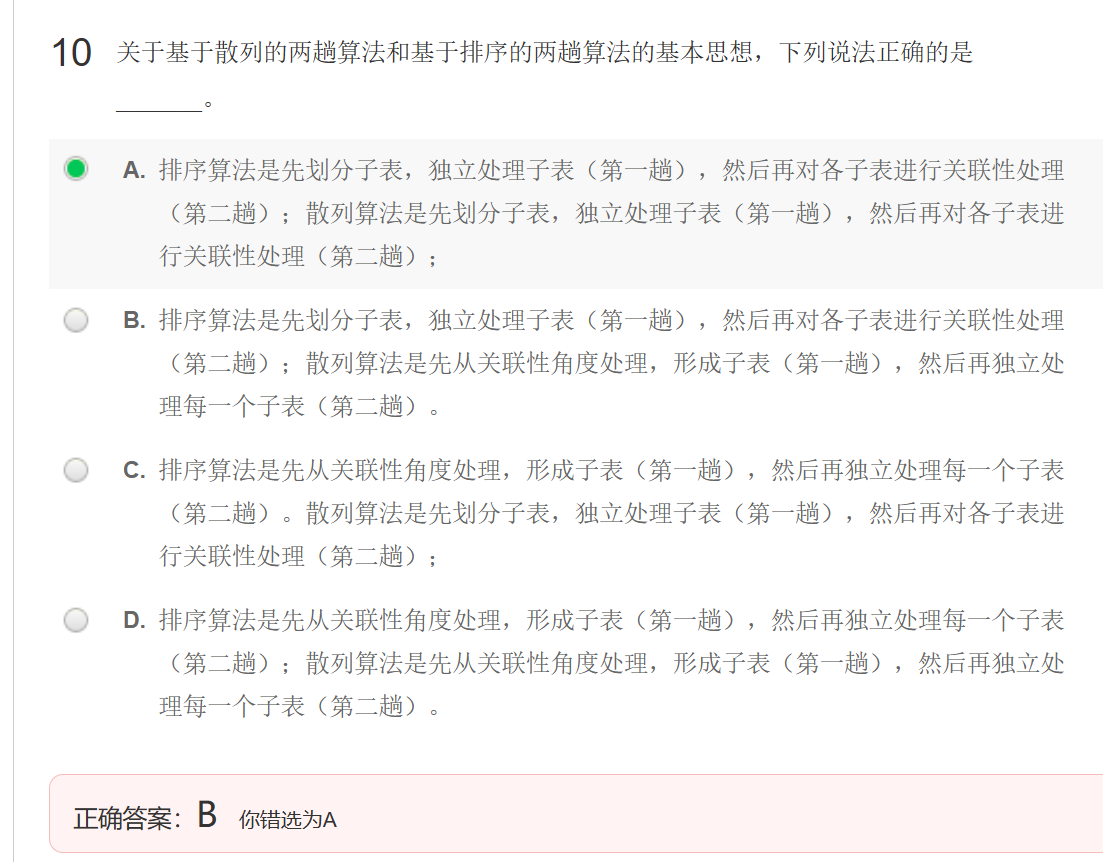 10 关于基于散列的两趟算法和基于排序的两趟算法的基本思想，下列说法正确的是
_______。
A. 排序算法是先划分子表，独立处理子表（第一趟），然后再对各子表进行关联性处理
（第二趟）；散列算法是先划分子表，独立处理子表（第一趟），然后再对各子表进
行关联性处理（第二趟）；
B. 排序算法是先划分子表，独立处理子表（第一趟），然后再对各子表进行关联性处理
（第二趟）；散列算法是先从关联性角度处理，形成子表（第一趟），然后再独立处
理每一个子表（第二趟）。
C. 排序算法是先从关联性角度处理，形成子表（第一趟），然后再独立处理每一个子表
（第二趟）。散列算法是先划分子表，独立处理子表（第一趟），然后再对各子表进
行关联性处理（第二趟）；
D. 排序算法是先从关联性角度处理，形成子表（第一趟），然后再独立处理每一个子表
（第二趟）；散列算法是先从关联性角度处理，形成子表（第一趟），然后再独立处
理每一个子表（第二趟）。
正确答案：B 你错选为A